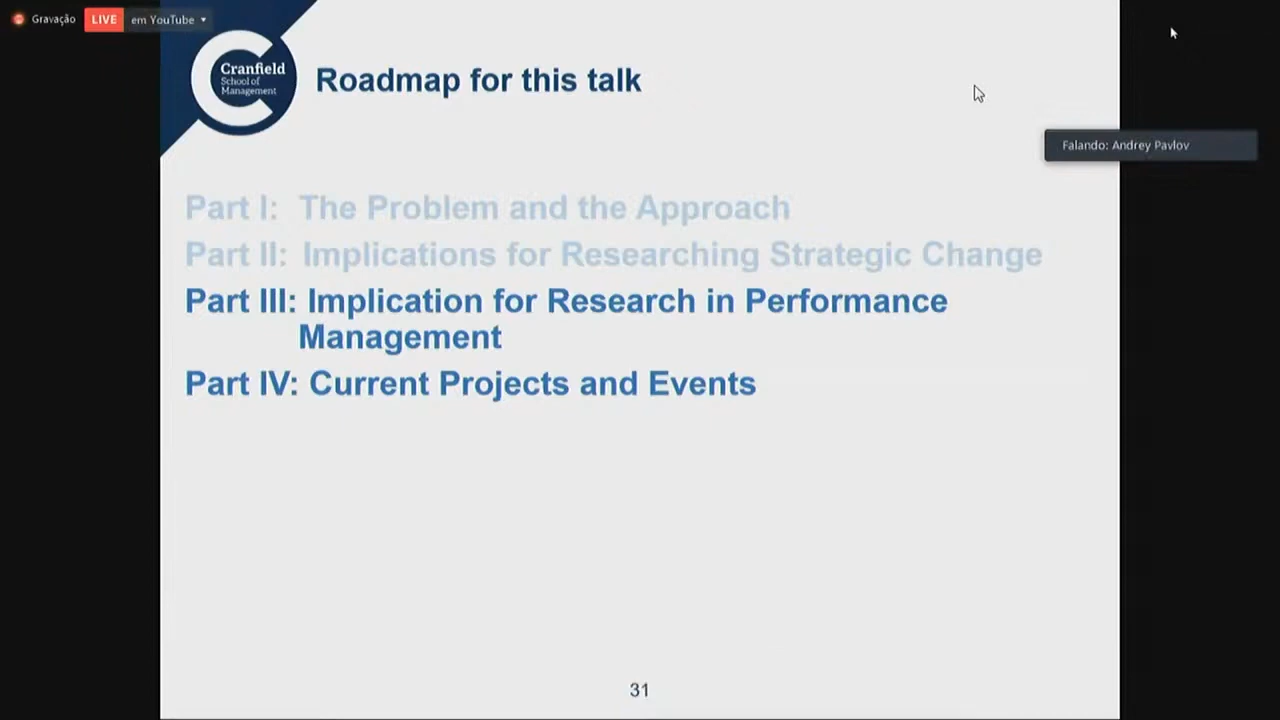 Gravação LIVE em YouTube
Cranfield
School of
Management
Roadmap for this talk
Falando: Andrey Pavlov
Part I: The Problem and the Approach
Part II: Implications for Researching Strategic Change
Part III: Implication for Research in Performance
Management
Part IV: Current Projects and Events
31